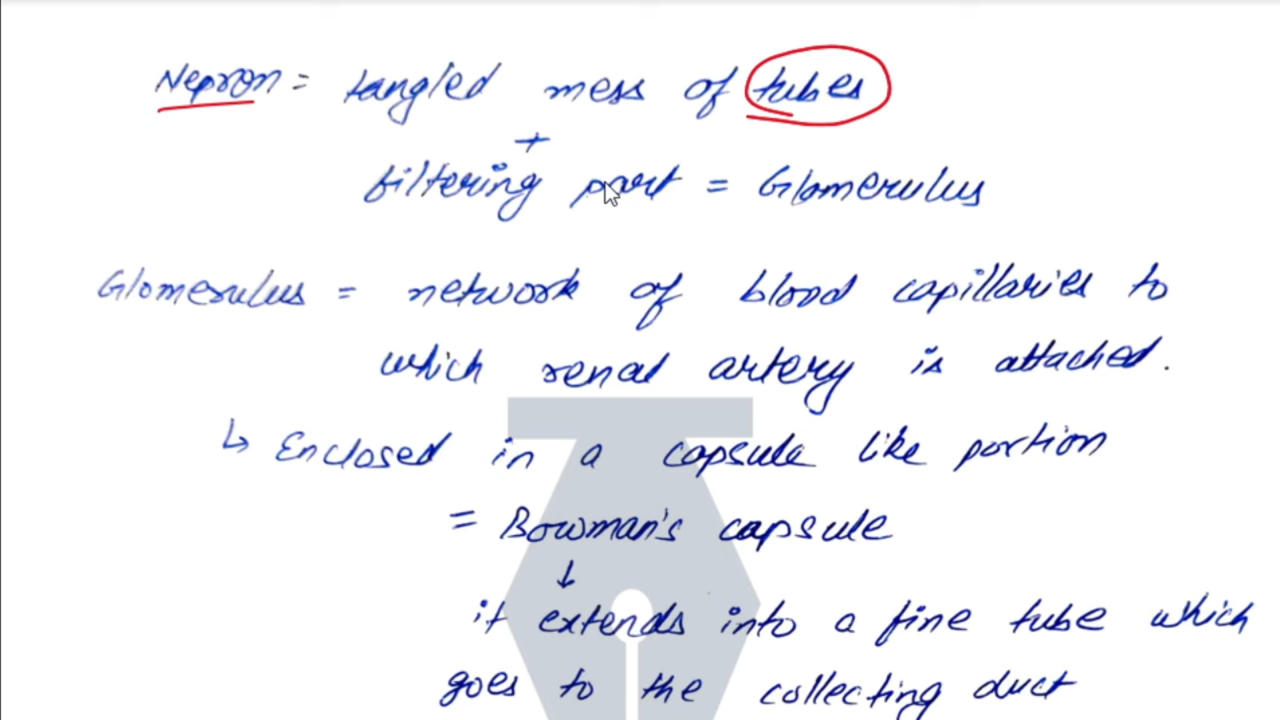 Nepron = tangled mess of tubes
+
filtering part = Glomerulus
Glomerulus = network of blood capillaries to
which renal artery is attached.
↳ Enclosed in a capsule like portion
= Bowman's capsule
↓
it extends into a fine tube which
goes to the collecting duct